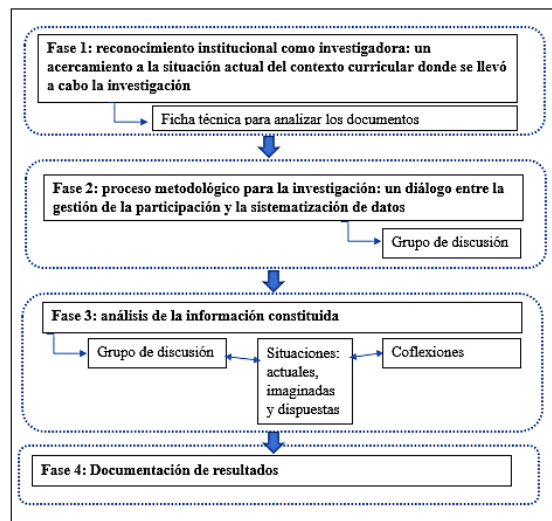 Fase 1: reconocimiento institucional como investigadora: un
acercamiento a la situación actual del contexto curricular donde se llevó
a cabo la investigación
Ficha técnica para analizar los documentos
Fase 2: proceso metodológico para la investigación: un diálogo entre la
gestión de la participación y la sistematización de datos
Grupo de discusión
Fase 3: análisis de la información constituida
Grupo de discusión
Situaciones:
actuales,
imaginadas
y dispuestas
Coflexiones
Fase 4: Documentación de resultados